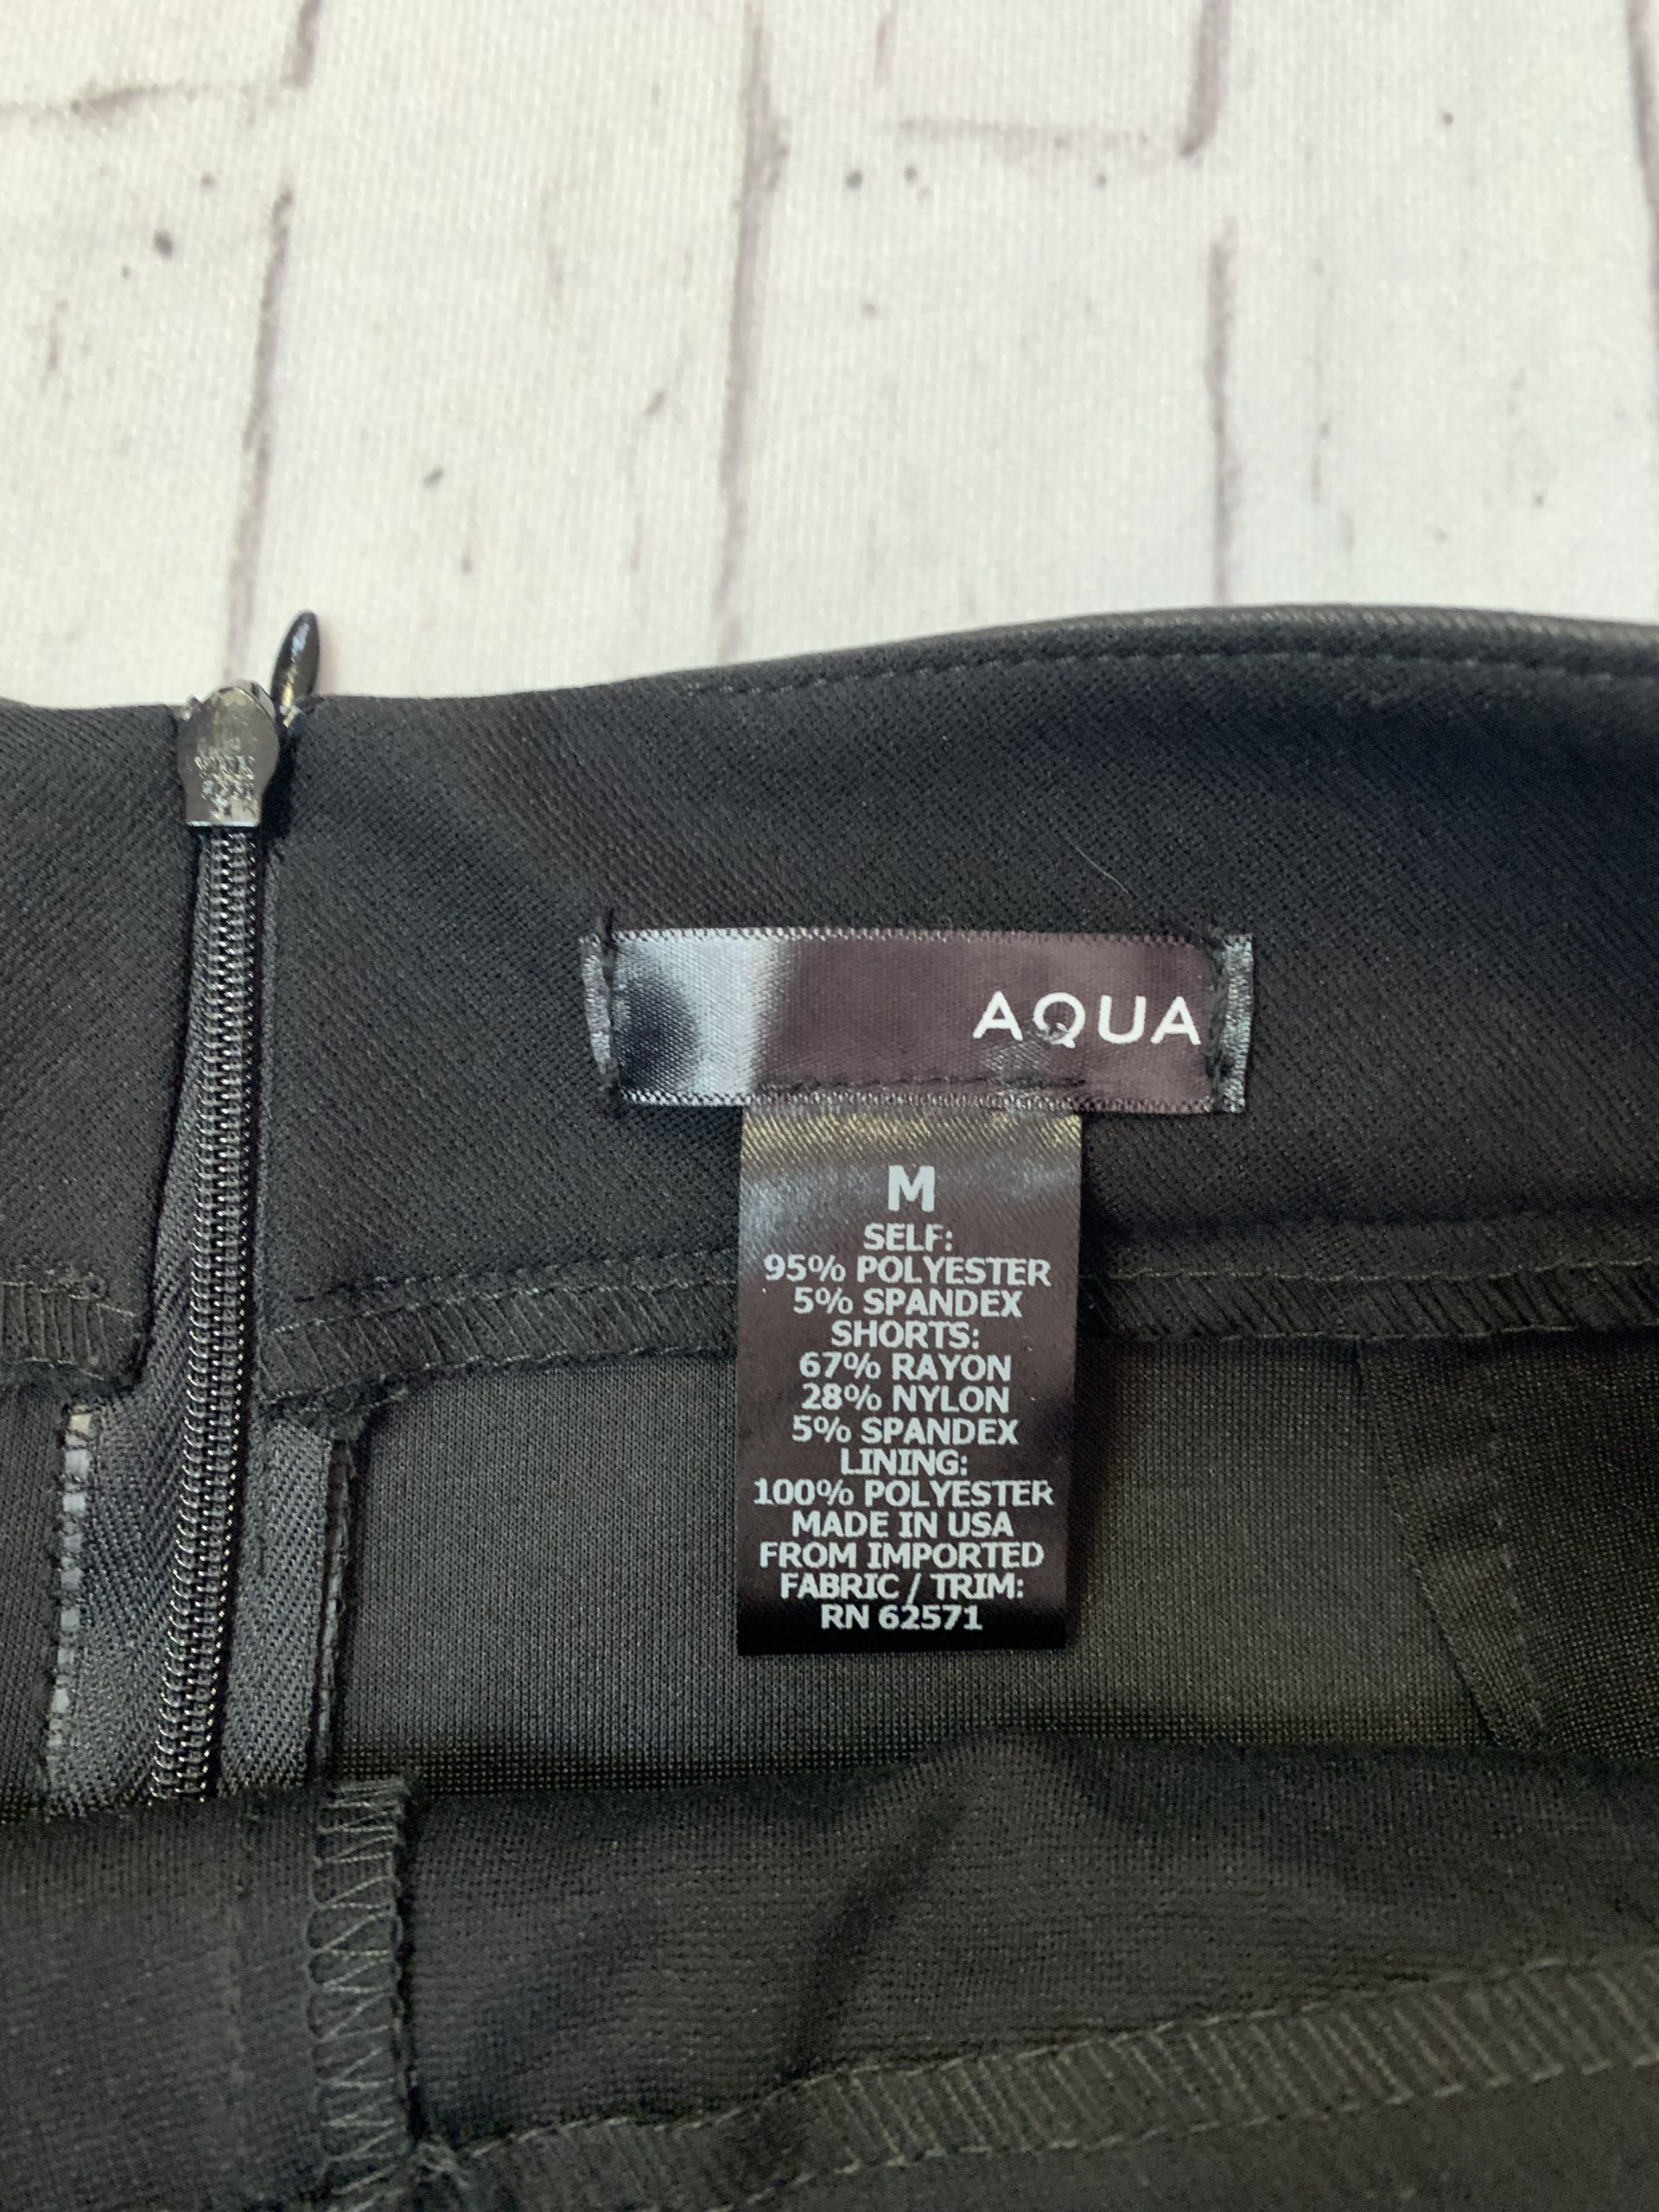 AQUA
M
SELF:
95% POLYESTER
5% SPANDEX
SHORTS:
67% RAYON
28% NYLON
5% SPANDEX
LINING:
100% POLYESTER
MADE IN USA
FROM IMPORTED
FABRIC / TRIM:
RN 62571